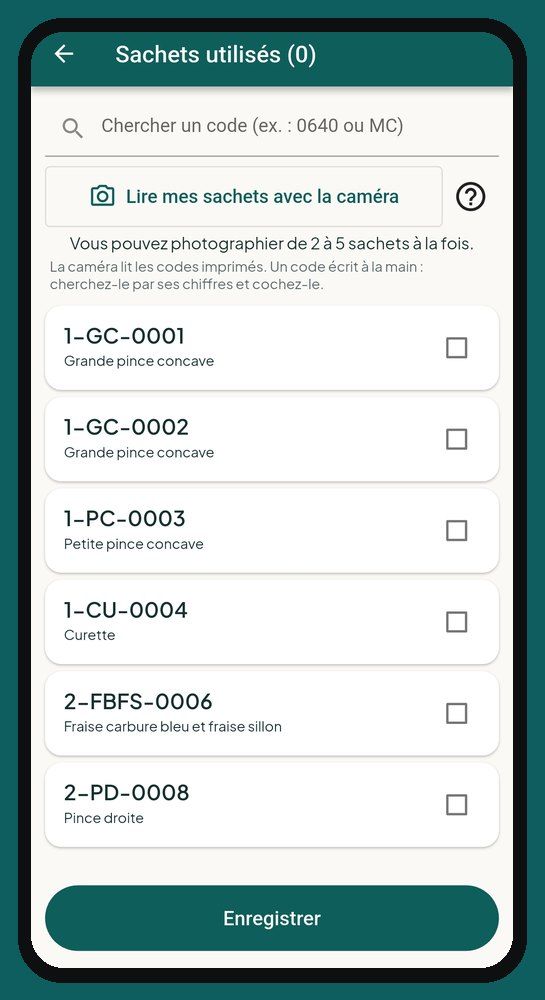 Sachets utilisés (0)
Chercher un code (ex. : 0640 ou MC)
Lire mes sachets avec la caméra
Vous pouvez photographier de 2 à 5 sachets à la fois.
La caméra lit les codes imprimés. Un code écrit à la main :
cherchez-le par ses chiffres et cochez-le.
1-GC-0001
Grande pince concave
1-GC-0002
Grande pince concave
1-PC-0003
Petite pince concave
1-CU-0004
Curette
2-FBFS-0006
Fraise carbure bleu et fraise sillon
2-PD-0008
Pince droite
Enregistrer